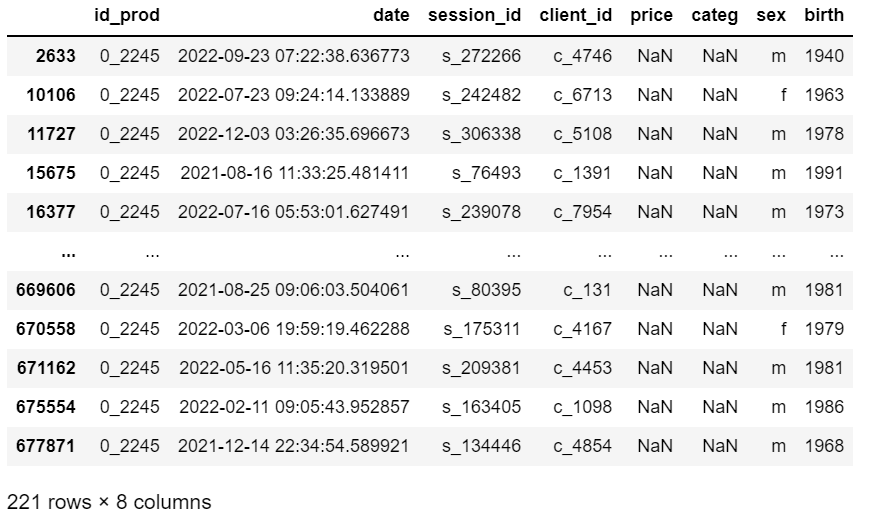 id_prod date session_id client_id price categ sex birth
2633 0_2245 2022-09-23 07:22:38.636773 s_272266 c_4746 NaN NaN m 1940
10106 0_2245 2022-07-23 09:24:14.133889 s_242482 c_6713 NaN NaN f 1963
11727 0_2245 2022-12-03 03:26:35.696673 s_306338 c_5108 NaN NaN m 1978
15675 0_2245 2021-08-16 11:33:25.481411 s_76493 c_1391 NaN NaN m 1991
16377 0_2245 2022-07-16 05:53:01.627491 s_239078 c_7954 NaN NaN m 1973
... ... ... ... ... ... ... ... ...
669606 0_2245 2021-08-25 09:06:03.504061 s_80395 c_131 NaN NaN m 1981
670558 0_2245 2022-03-06 19:59:19.462288 s_175311 c_4167 NaN NaN f 1979
671162 0_2245 2022-05-16 11:35:20.319501 s_209381 c_4453 NaN NaN m 1981
675554 0_2245 2022-02-11 09:05:43.952857 s_163405 c_1098 NaN NaN m 1986
677871 0_2245 2021-12-14 22:34:54.589921 s_134446 c_4854 NaN NaN m 1968
221 rows × 8 columns